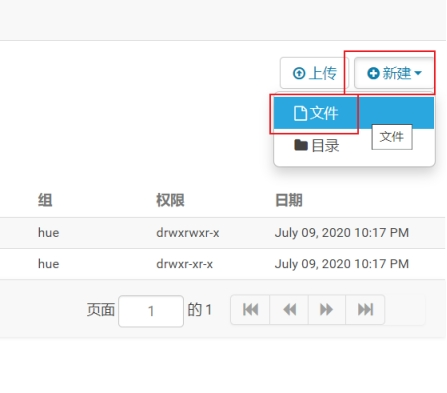 上传 新建
文件
文件
目录
组 权限 日期
hue drwxrwxr-x July 09, 2020 10:17 PM
hue drwxr-xr-x July 09, 2020 10:17 PM
页面 1 的 1